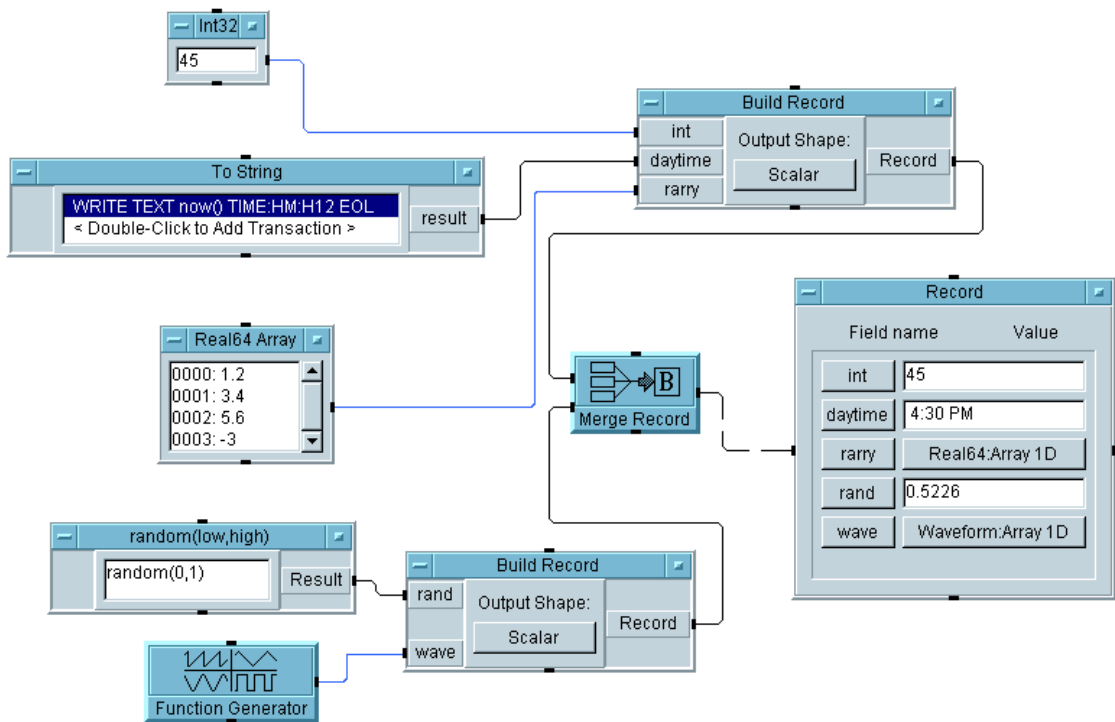 Int32
45
Build Record
int
daytime
rarry
Output Shape:
Scalar
Record
To String
WRITE TEXT now() TIME:HM:H12 EOL
< Double-Click to Add Transaction >
result
Real64 Array
0000: 1.2
0001: 3.4
0002: 5.6
0003: -3
B
Merge Record
Record
Field name Value
int 45
daytime 4:30 PM
rarry Real64:Array 1D
rand 0.5226
wave Waveform:Array 1D
random(low,high)
random(0,1)
Result
Build Record
rand
wave
Output Shape:
Scalar
Record
Function Generator